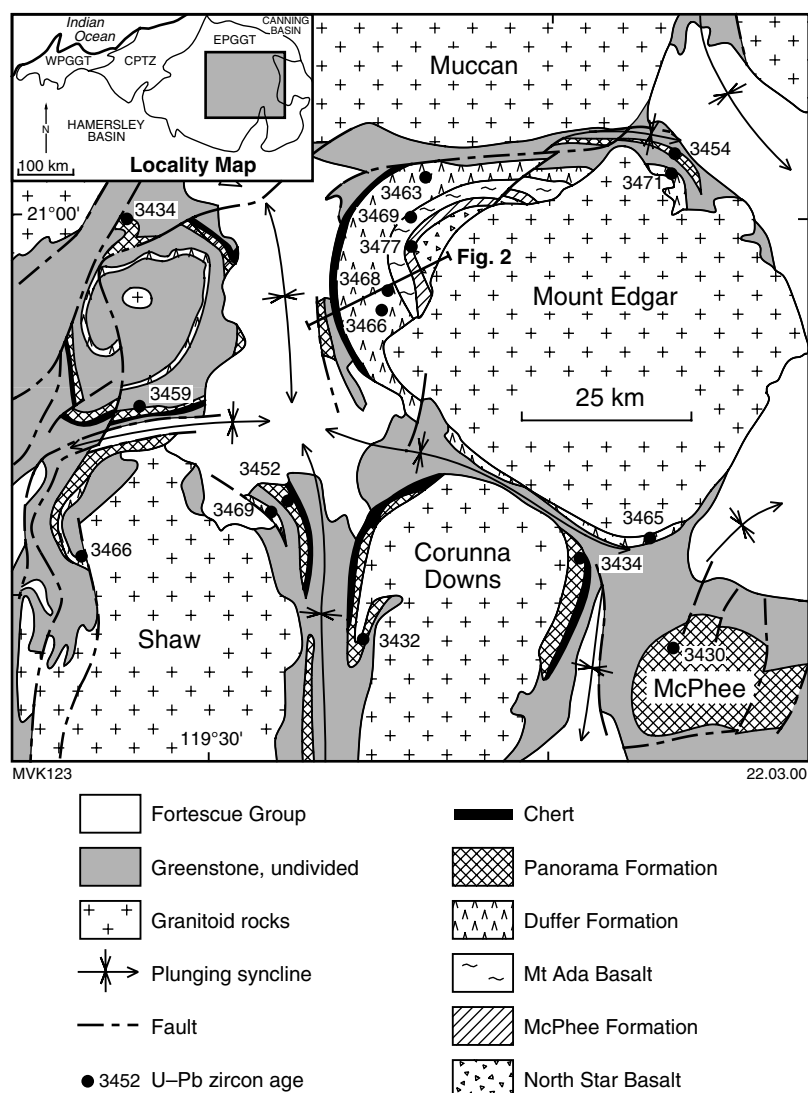 Indian
Ocean
CANNING
BASIN
EPGGT
WPGGT
CPTZ
N
HAMERSLEY
BASIN
100 km
Locality Map
Muccan
3454
3463
3471
3469
21°00'
3434
3477
Fig. 2
3468
Mount Edgar
3466
25 km
3459
3452
3469
3465
3466
Corunna
Downs
3434
Shaw
3432
3430
McPhee
119°30'
MVK123
22.03.00
Fortescue Group
Chert
Greenstone, undivided
Panorama Formation
Granitoid rocks
Duffer Formation
Plunging syncline
Mt Ada Basalt
Fault
McPhee Formation
3452 U–Pb zircon age
North Star Basalt